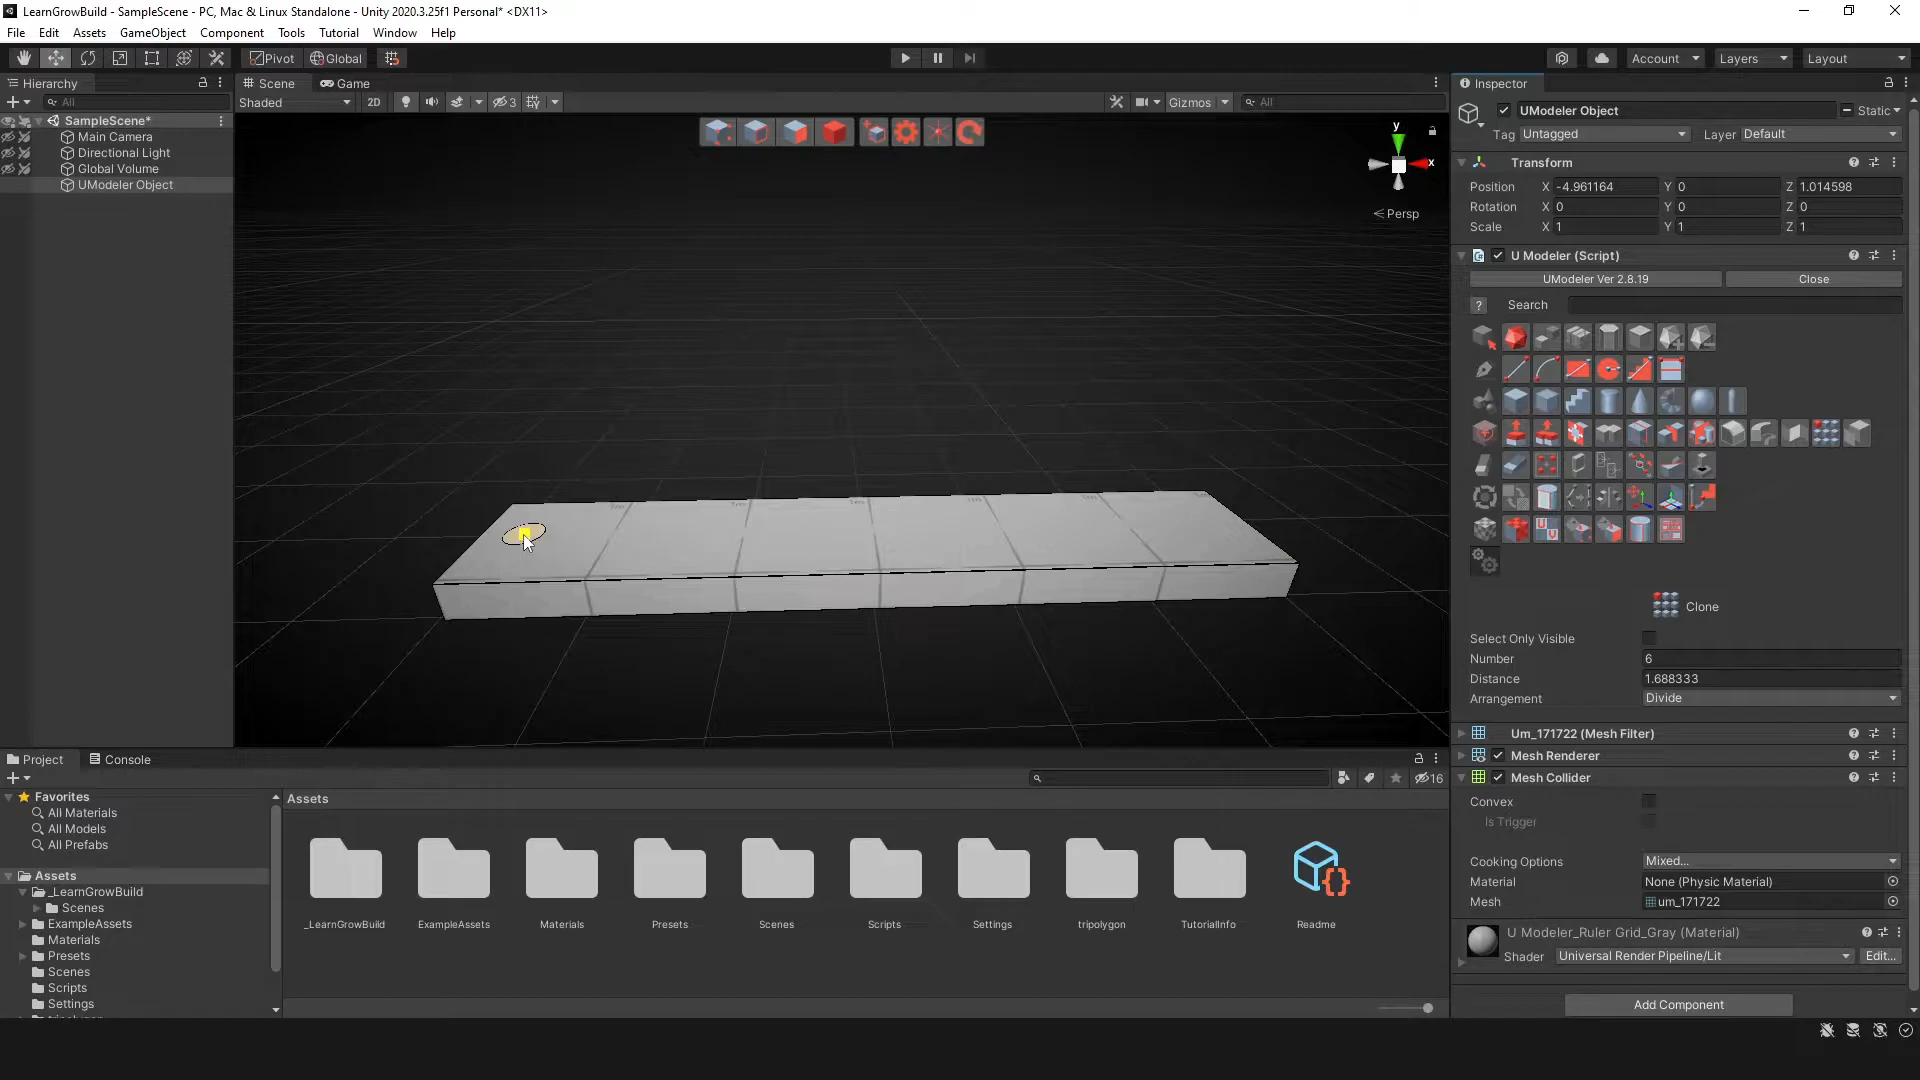 LearnGrowBuild - SampleScene - PC, Mac & Linux Standalone - Unity 2020.3.25f1 Personal* <DX11>
File Edit Assets GameObject Component Tools Tutorial Window Help
Pivot Global Account Layers Layout
Hierarchy
All
SampleScene*
Main Camera
Directional Light
Global Volume
UModeler Object
Scene Game
Shaded 2D 3 Gizmos All
y
x
Persp
Inspector
UModeler Object Static
Tag Untagged Layer Default
Transform
Position X -4.961164 Y 0 Z 1.014598
Rotation X 0 Y 0 Z 0
Scale X 1 Y 1 Z 1
U Modeler (Script)
UModeler Ver 2.8.19 Close
? Search
Clone
Select Only Visible
Number 6
Distance 1.688333
Arrangement Divide
Um_171722 (Mesh Filter)
Mesh Renderer
Mesh Collider
Convex
Is Trigger
Cooking Options Mixed...
Material None (Physic Material)
Mesh um_171722
U Modeler_Ruler Grid_Gray (Material)
Shader Universal Render Pipeline/Lit Edit...
Add Component
Project Console
16
Favorites
All Materials
All Models
All Prefabs
Assets
_LearnGrowBuild
Scenes
ExampleAssets
Materials
Presets
Scenes
Scripts
Settings
Assets
_LearnGrowBuild ExampleAssets Materials Presets Scenes Scripts Settings tripolygon TutorialInfo Readme